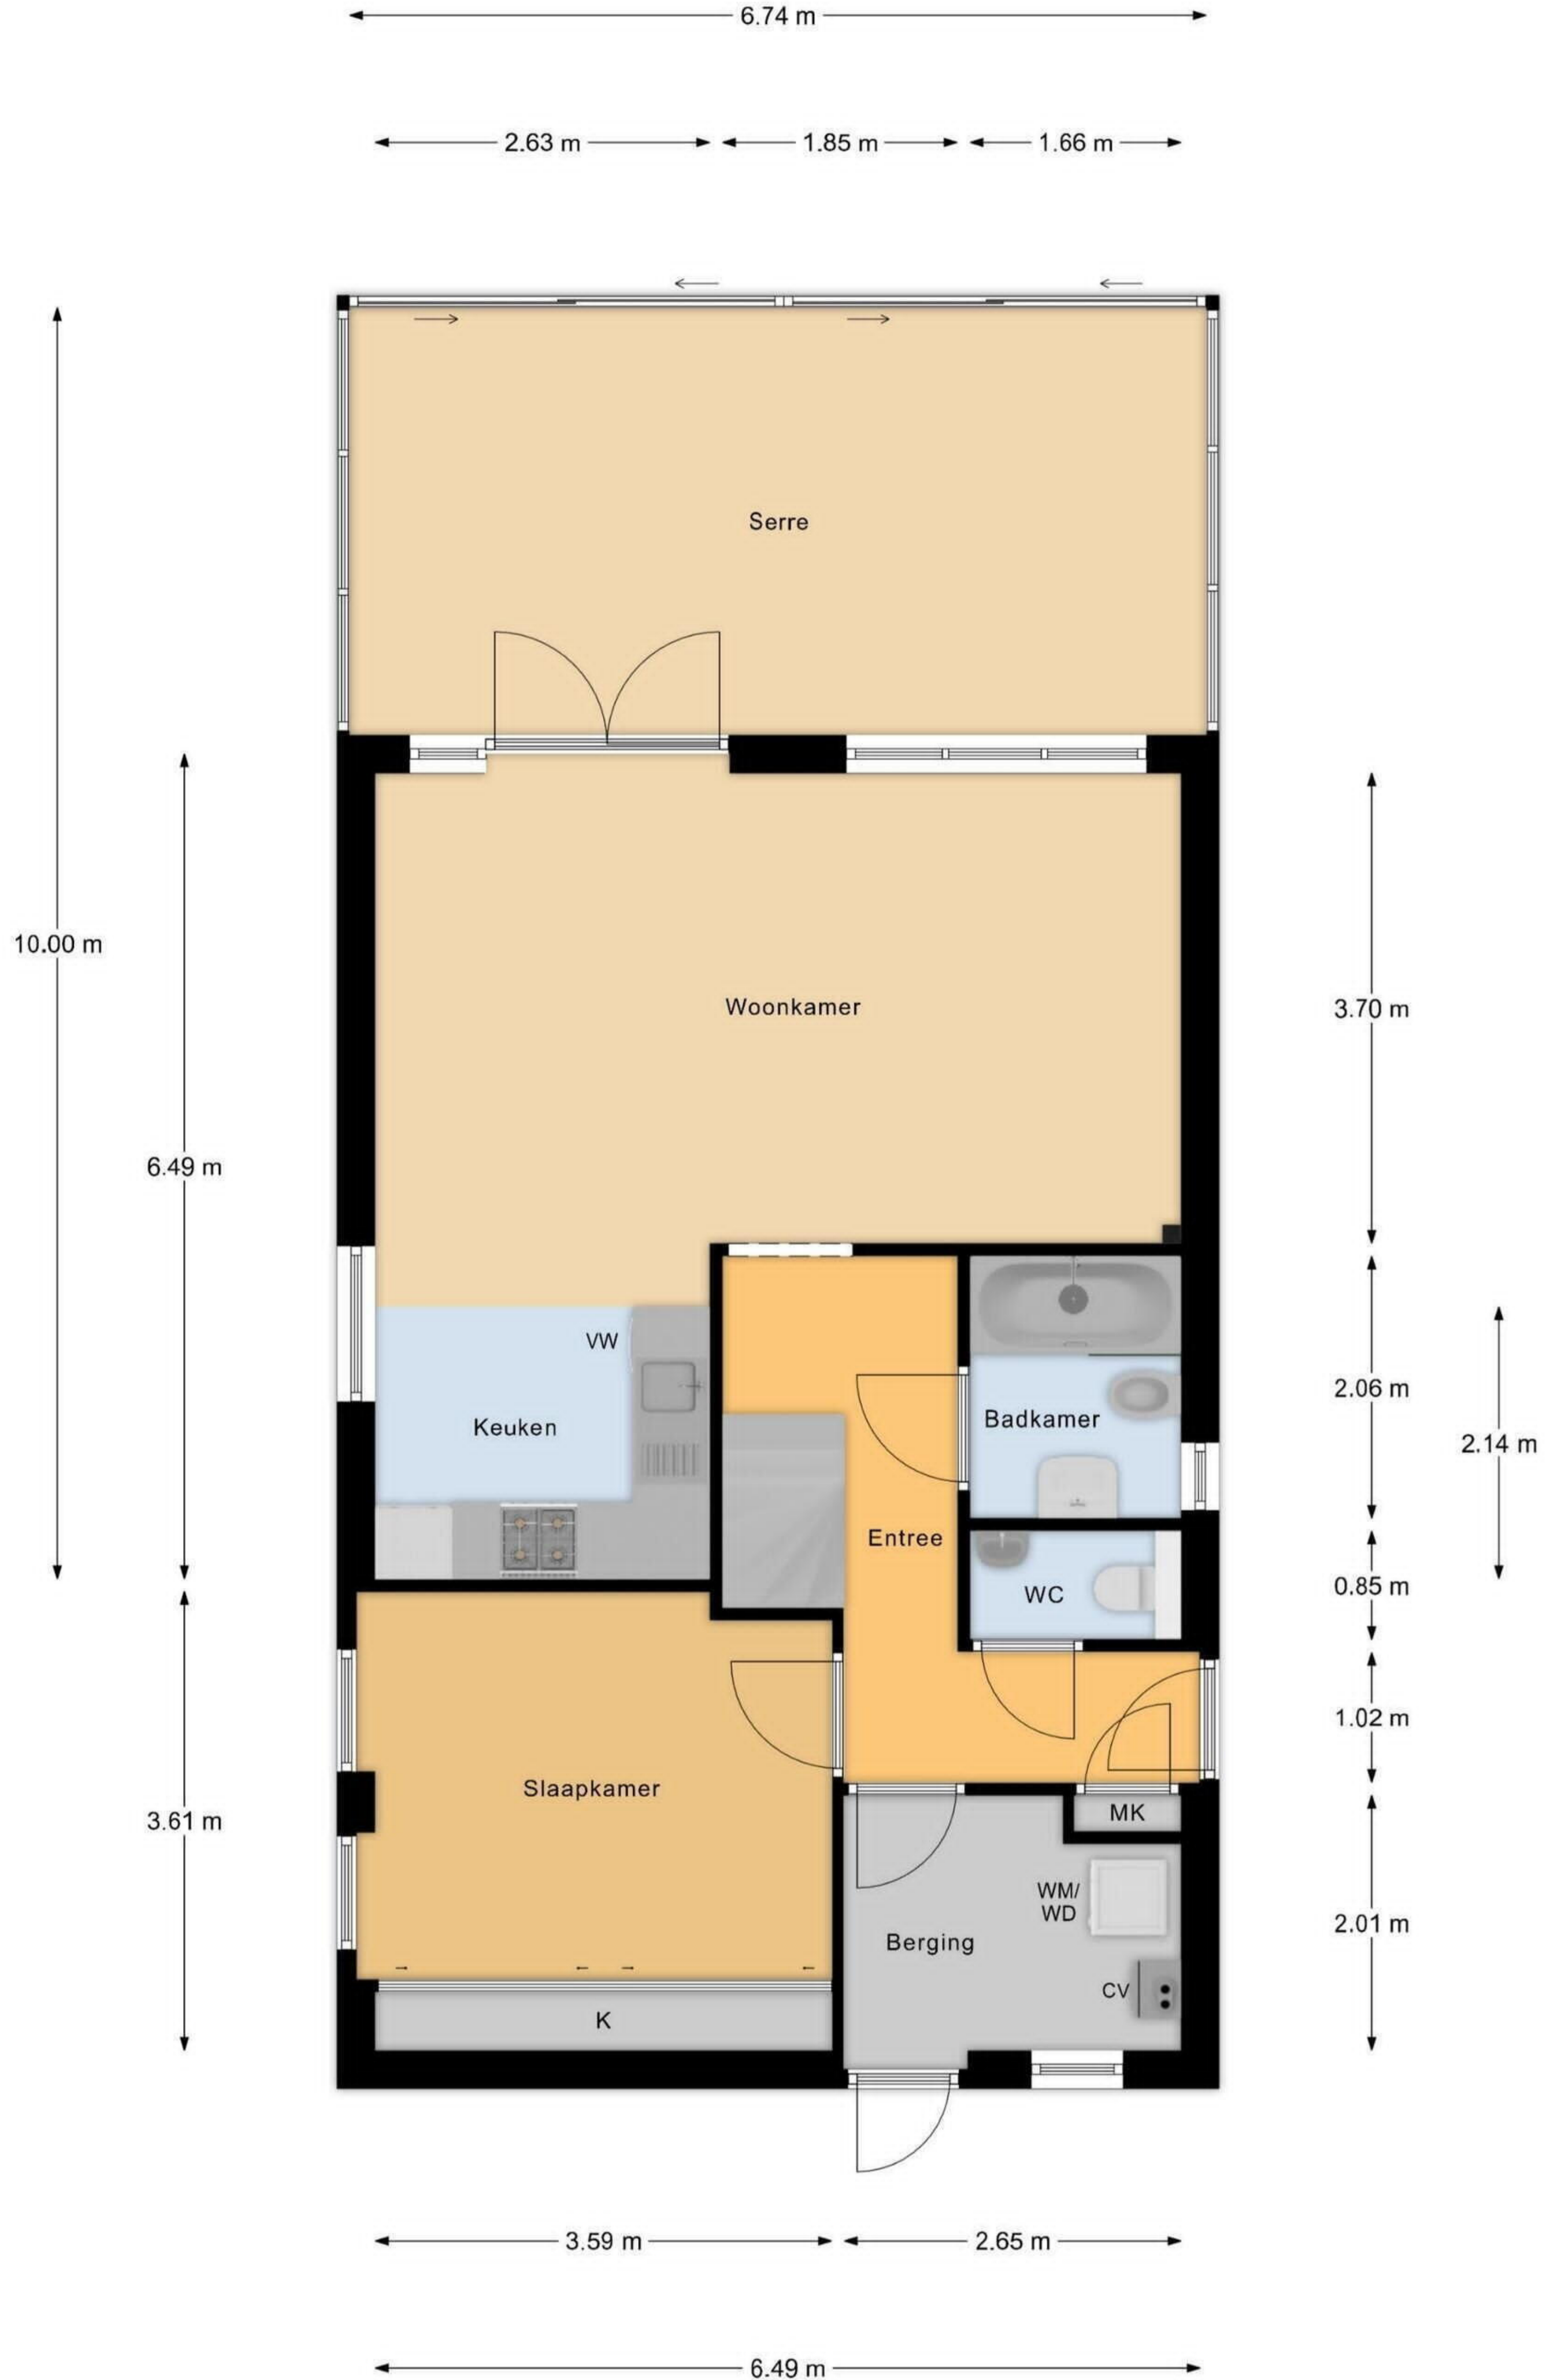 6.74 m
2.63 m
1.85 m
1.66 m
Serre
10.00 m
Woonkamer
3.70 m
6.49 m
VW
Keuken
Badkamer
2.06 m
2.14 m
Entree
WC
0.85 m
1.02 m
Slaapkamer
MK
3.61 m
WM/
WD
Berging
2.01 m
CV
K
3.59 m
2.65 m
6.49 m